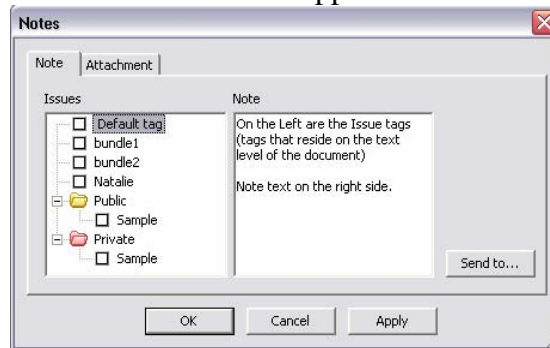 Notes
Note
Attachment
Issues
Note
Default tag
bundle1
bundle2
Natalie
Public
Sample
Private
Sample
On the Left are the Issue tags
(tags that reside on the text
level of the document)
Note text on the right side.
Send to...
OK
Cancel
Apply